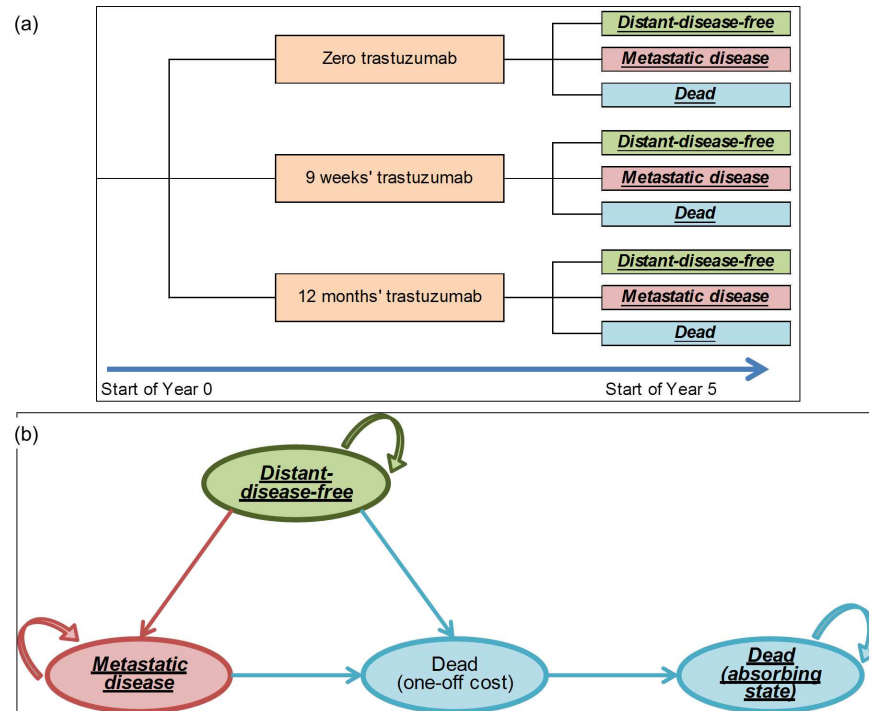 (a)
Zero trastuzumab
Distant-disease-free
Metastatic disease
Dead
9 weeks' trastuzumab
Distant-disease-free
Metastatic disease
Dead
12 months' trastuzumab
Distant-disease-free
Metastatic disease
Dead
Start of Year 0
Start of Year 5
(b)
Distant-
disease-free
Metastatic
disease
Dead
(one-off cost)
Dead
(absorbing
state)